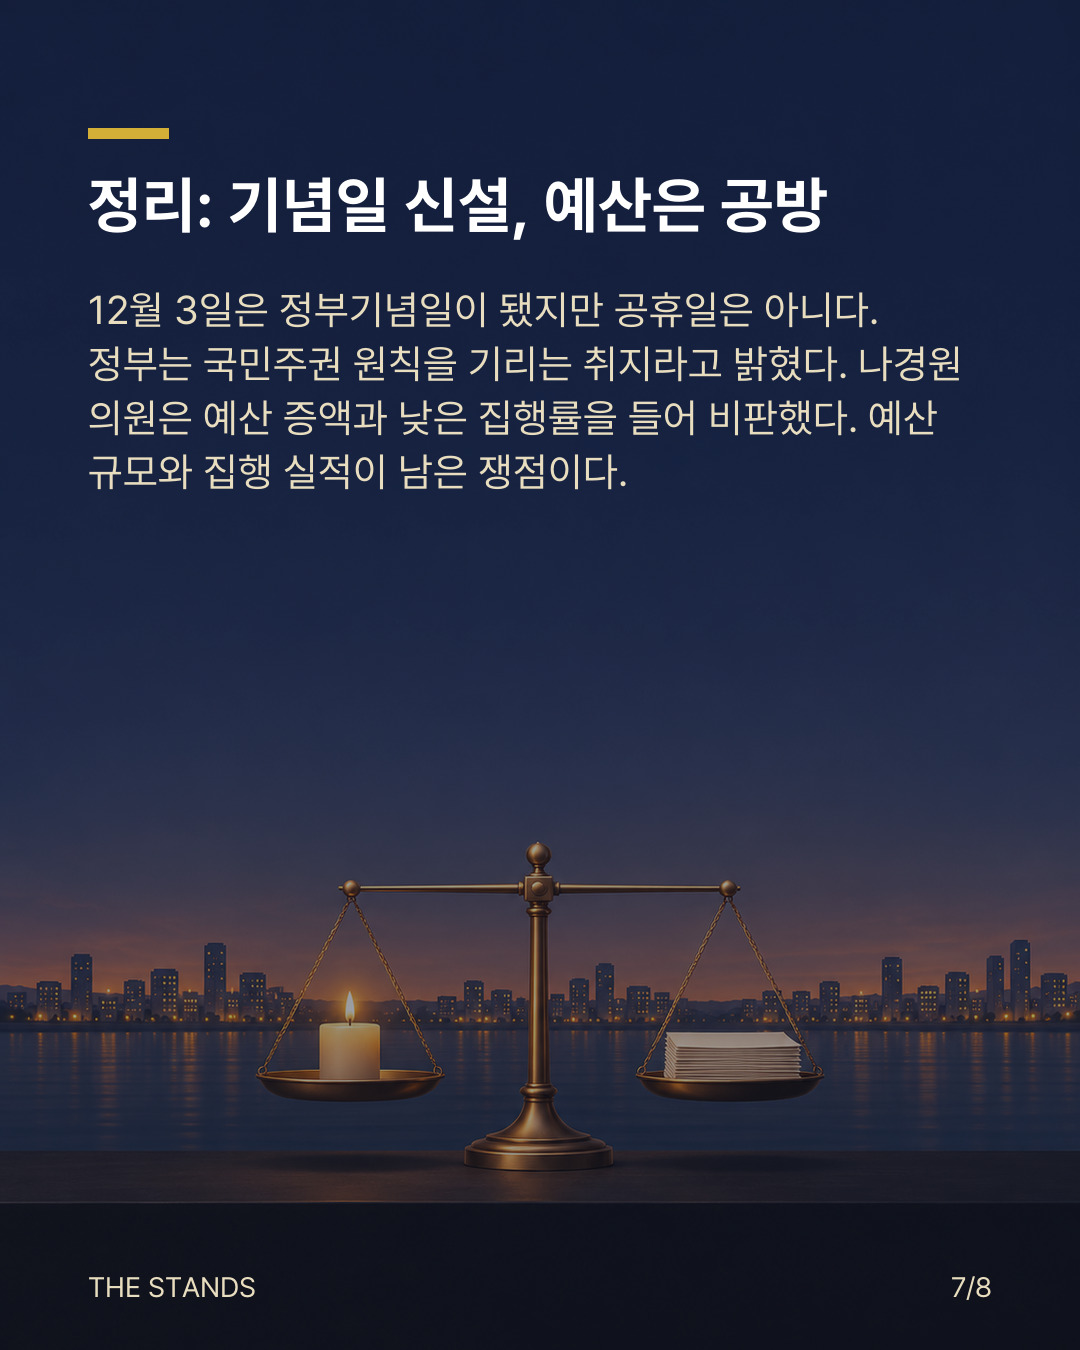 정리: 기념일 신설, 예산은 공방
12월 3일은 정부기념일이 됐지만 공휴일은 아니다.
정부는 국민주권 원칙을 기리는 취지라고 밝혔다. 나경원
의원은 예산 증액과 낮은 집행률을 들어 비판했다. 예산
규모와 집행 실적이 남은 쟁점이다.
THE STANDS
7/8